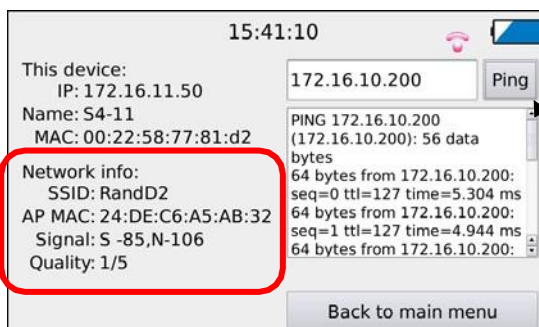 15:41:10
This device:
IP: 172.16.11.50
Name: S4-11
MAC: 00:22:58:77:81:d2
Network info:
SSID: RandD2
AP MAC: 24:DE:C6:A5:AB:32
Signal: S -85,N-106
Quality: 1/5
172.16.10.200
Ping
PING 172.16.10.200
(172.16.10.200): 56 data
bytes
64 bytes from 172.16.10.200:
seq=0 ttl=127 time=5.304 ms
64 bytes from 172.16.10.200:
seq=1 ttl=127 time=4.944 ms
64 bytes from 172.16.10.200:
Back to main menu